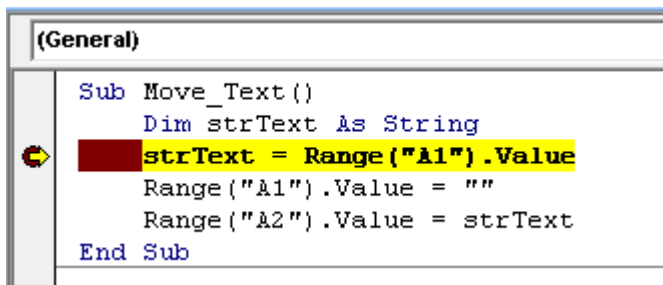 (General)
Sub Move_Text()
Dim strText As String
strText = Range("A1").Value
Range("A1").Value = ""
Range("A2").Value = strText
End Sub